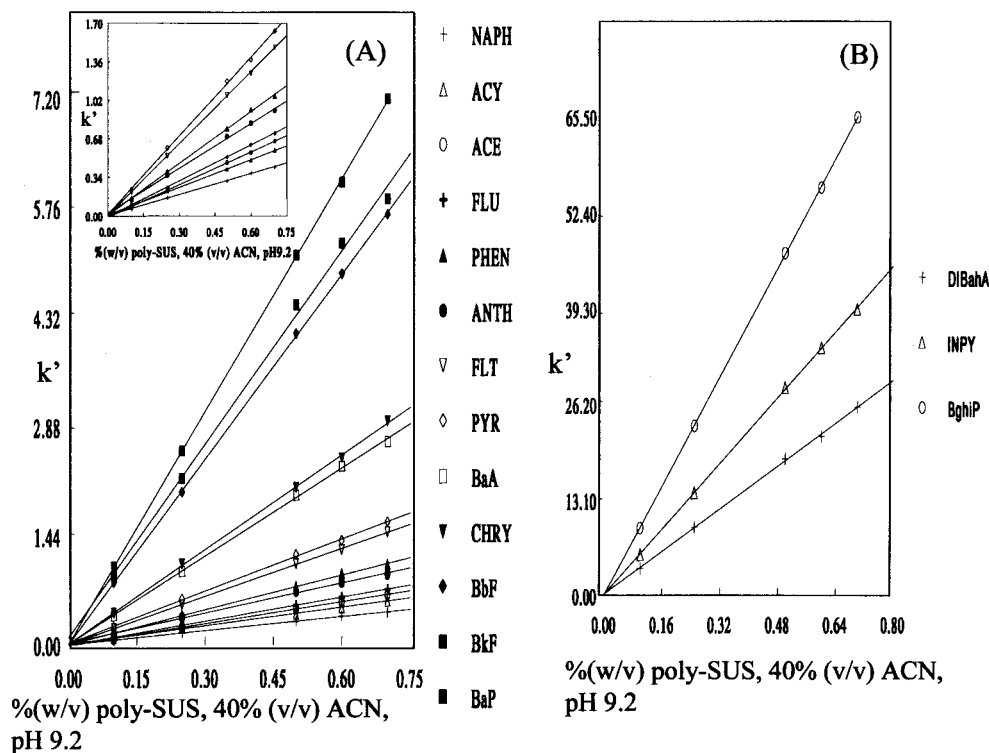 (A)
1.70
1.36
1.02
k'
0.68
0.34
0.00
0.00 0.15 0.30 0.45 0.60 0.75
%(w/v) poly-SUS, 40% (v/v) ACN, pH9.2
7.20
5.76
4.32
k'
2.88
1.44
0.00
0.00 0.15 0.30 0.45 0.60 0.75
%(w/v) poly-SUS, 40% (v/v) ACN,
pH 9.2
NAPH
ACY
ACE
FLU
PHEN
ANTH
FLT
PYR
BaA
CHRY
BbF
BkF
BaP
(B)
65.50
52.40
39.30
k'
26.20
13.10
0.00
0.00 0.16 0.32 0.48 0.64 0.80
%(w/v) poly-SUS, 40% (v/v) ACN,
pH 9.2
DIBahA
INPY
BghiP